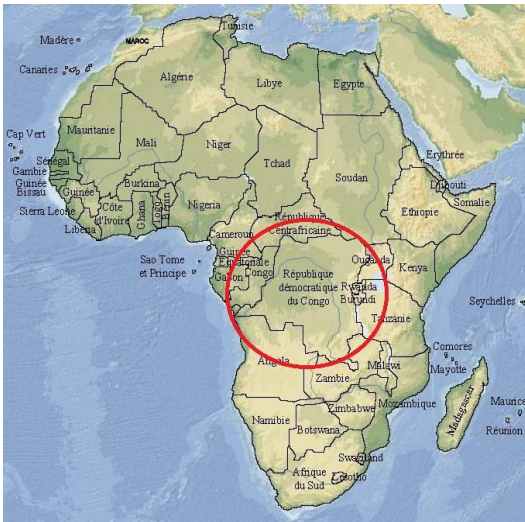 Tunisie
Madère
MAROC
Canaries
Algérie
Libye
Egypte
Mauritanie
Mali
Niger
Tchad
Soudan
Erythrée
Cap Vert
Sénégal
Gambie
Guinée
Bissau
Guinée
Burkina
Djibouti
Somalie
Sierra Leone
Côte
d'Ivoire
Ghana
Togo
Bénin
Nigeria
Ethiopie
Liberia
République
Centrafricaine
Cameroun
Guinée
Equatoriale
Sao Tome
et Principe
Gabon
Congo
République
démocratique
du Congo
Ouganda
Kenya
Rwanda
Burundi
Seychelles
Tanzanie
Comores
Mayotte
Angola
Malawi
Zambie
Mozambique
Madagascar
Maurice
Réunion
Zimbabwe
Namibie
Botswana
Swaziland
Afrique
du Sud
Lesotho